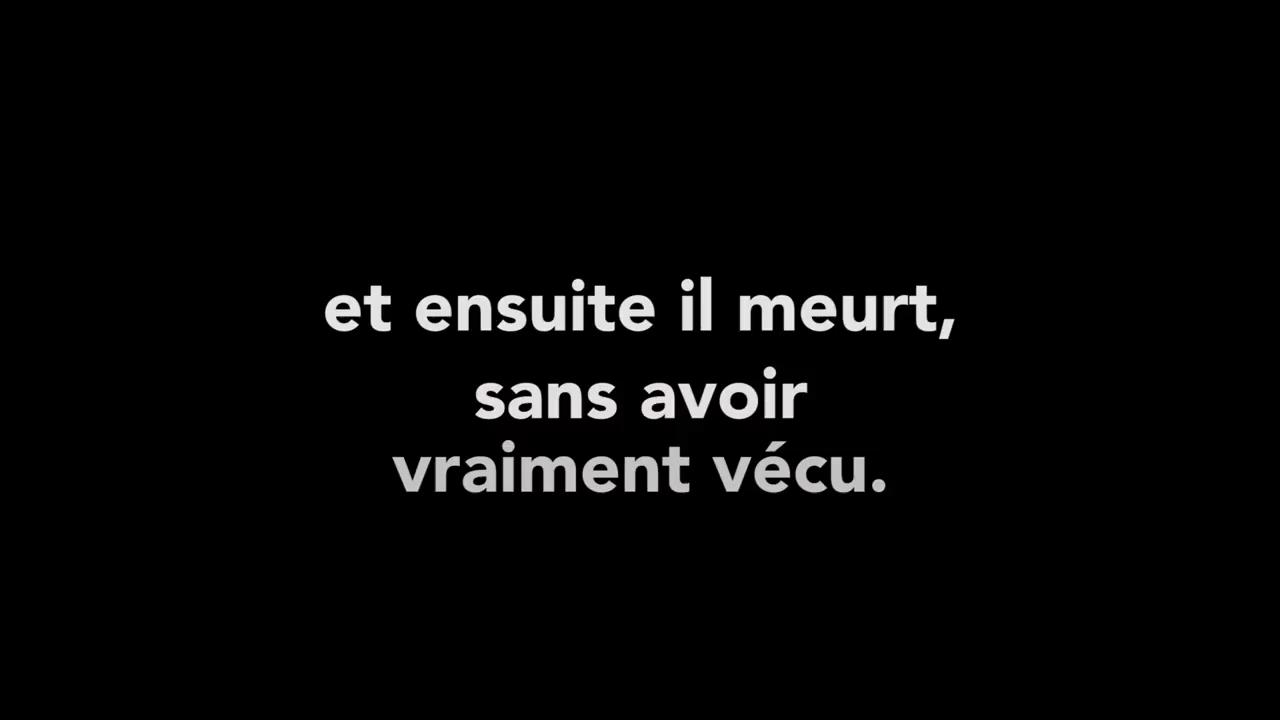 et ensuite il meurt,
sans avoir
vraiment vécu.